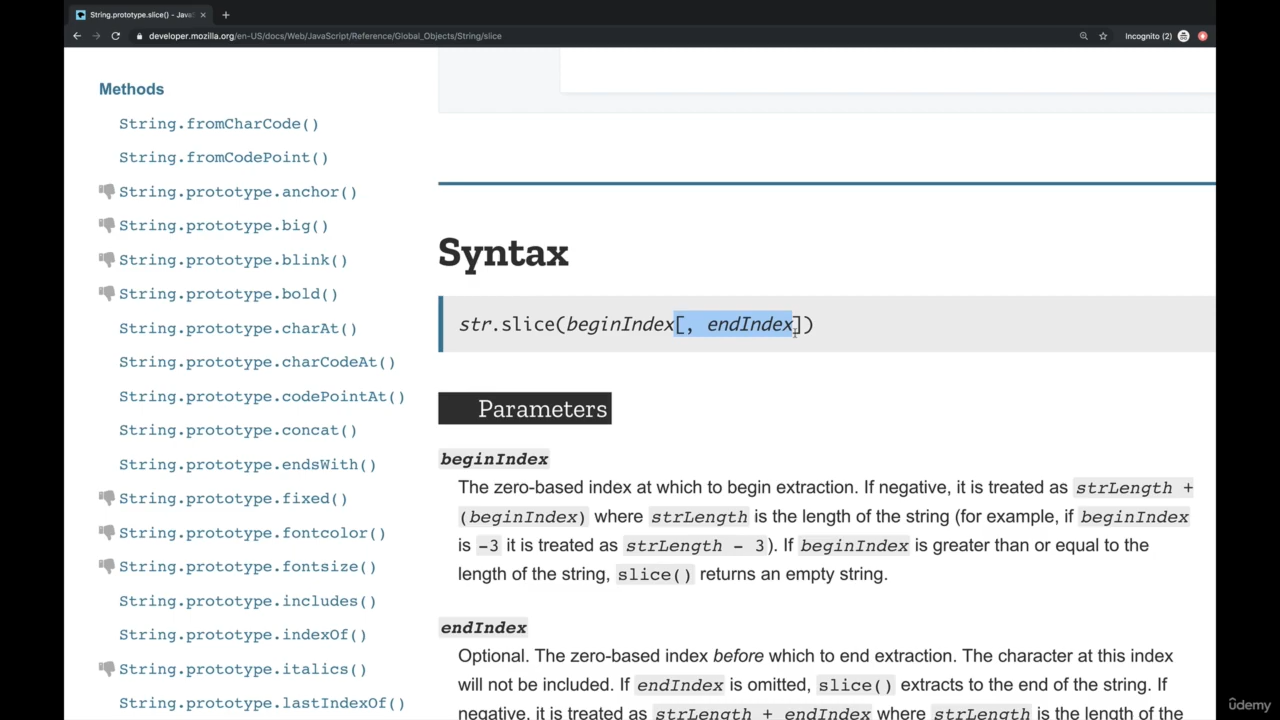 String.prototype.slice() - Java
developer.mozilla.org/en-US/docs/Web/JavaScript/Reference/Global_Objects/String/slice
Incognito (2)
Methods
String.fromCharCode()
String.fromCodePoint()
String.prototype.anchor()
String.prototype.big()
String.prototype.blink()
String.prototype.bold()
String.prototype.charAt()
String.prototype.charCodeAt()
String.prototype.codePointAt()
String.prototype.concat()
String.prototype.endsWith()
String.prototype.fixed()
String.prototype.fontcolor()
String.prototype.fontsize()
String.prototype.includes()
String.prototype.indexOf()
String.prototype.italics()
String.prototype.lastIndexOf()
Syntax
str.slice(beginIndex[, endIndex])
Parameters
beginIndex
The zero-based index at which to begin extraction. If negative, it is treated as strLength +
(beginIndex) where strLength is the length of the string (for example, if beginIndex
is -3 it is treated as strLength - 3). If beginIndex is greater than or equal to the
length of the string, slice() returns an empty string.
endIndex
Optional. The zero-based index before which to end extraction. The character at this index
will not be included. If endIndex is omitted, slice() extracts to the end of the string. If
negative, it is treated as strLength + endIndex where strLength is the length of the
ûdemy